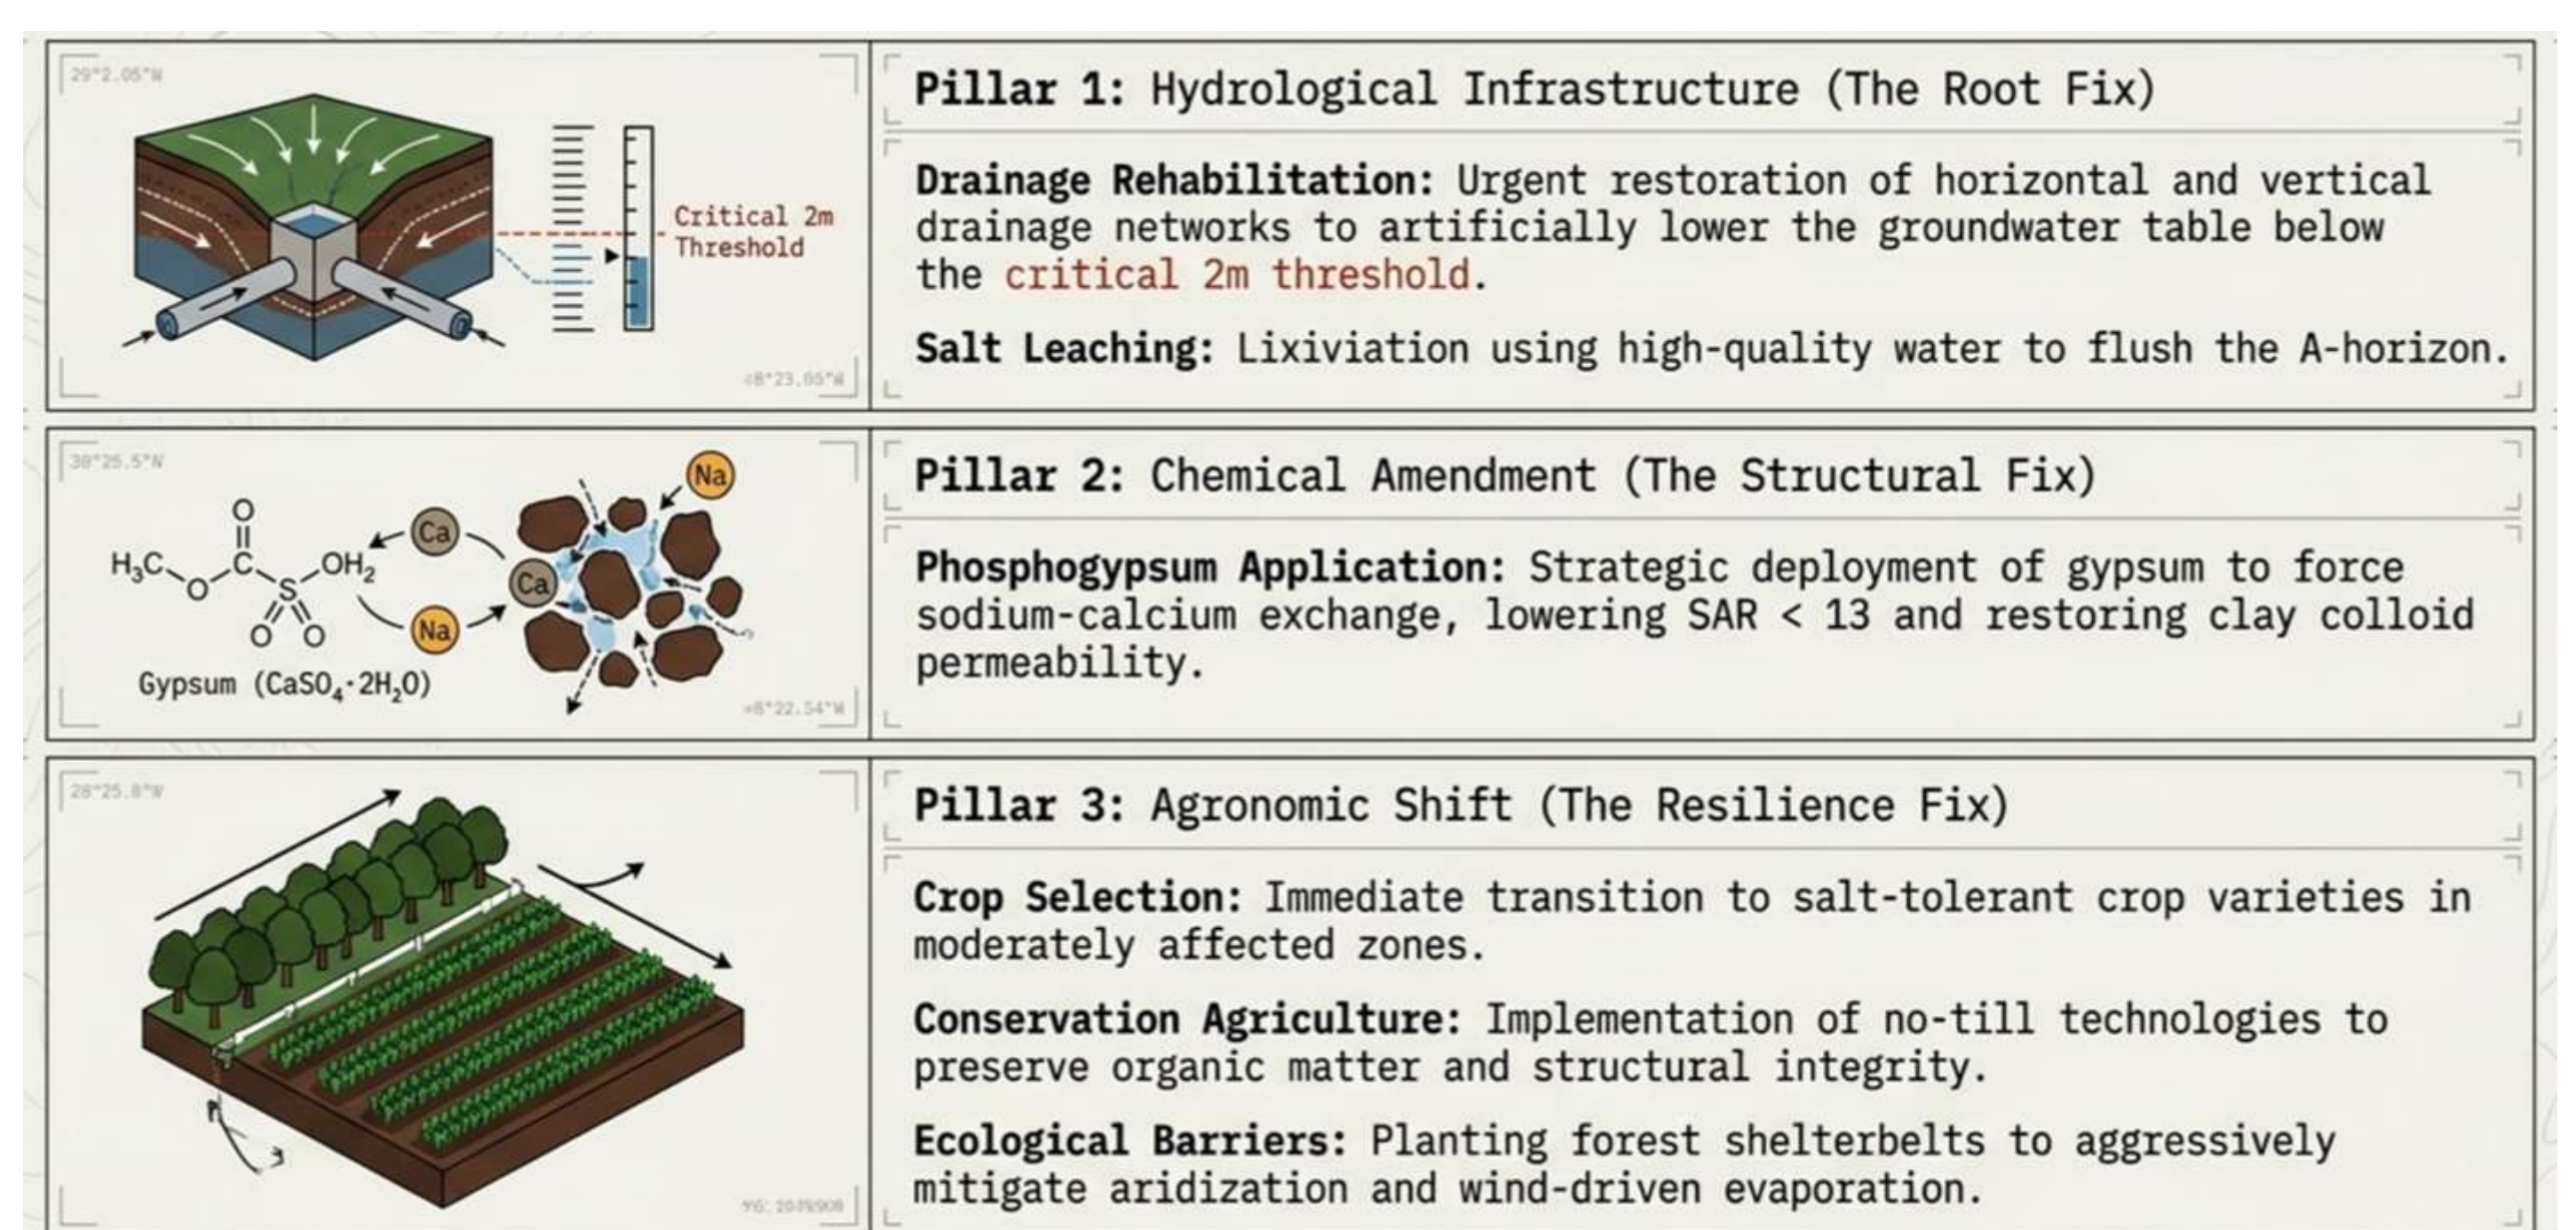 29°2.05"W
Critical 2m
Threshold
Pillar 1: Hydrological Infrastructure (The Root Fix)
Drainage Rehabilitation: Urgent restoration of horizontal and vertical
drainage networks to artificially lower the groundwater table below
the critical 2m threshold.
Salt Leaching: Lixiviation using high-quality water to flush the A-horizon.
O
H₃C
O
C
S
OH₂
O
O
Ca
Na
Ca
Na
Gypsum (CaSO₄·2H₂O)
Pillar 2: Chemical Amendment (The Structural Fix)
Phosphogypsum Application: Strategic deployment of gypsum to force
sodium-calcium exchange, lowering SAR < 13 and restoring clay colloid
permeability.
Pillar 3: Agronomic Shift (The Resilience Fix)
Crop Selection: Immediate transition to salt-tolerant crop varieties in
moderately affected zones.
Conservation Agriculture: Implementation of no-till technologies to
preserve organic matter and structural integrity.
Ecological Barriers: Planting forest shelterbelts to aggressively
mitigate aridization and wind-driven evaporation.